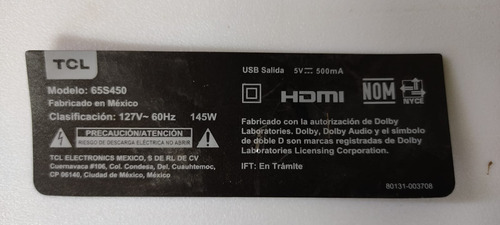 TCL
Modelo: 65S450
Fabricado en México
Clasificación: 127V~ 60Hz 145W
PRECAUCIÓN/ATENCIÓN
RIESGO DE DESCARGA ELÉCTRICA NO ABRIR
TCL ELECTRONICS MEXICO, S DE RL DE CV
Cuernavaca #106, Col. Condesa, Del. Cuauhtemoc,
CP 06140, Ciudad de México, México
USB Salida 5V 500mA
HDMI
NOM
NYCE
Fabricado con la autorización de Dolby
Laboratories. Dolby, Dolby Audio y el símbolo
de doble D son marcas registradas de Dolby
Laboratories Licensing Corporation.
IFT: En Trámite
80131-003708